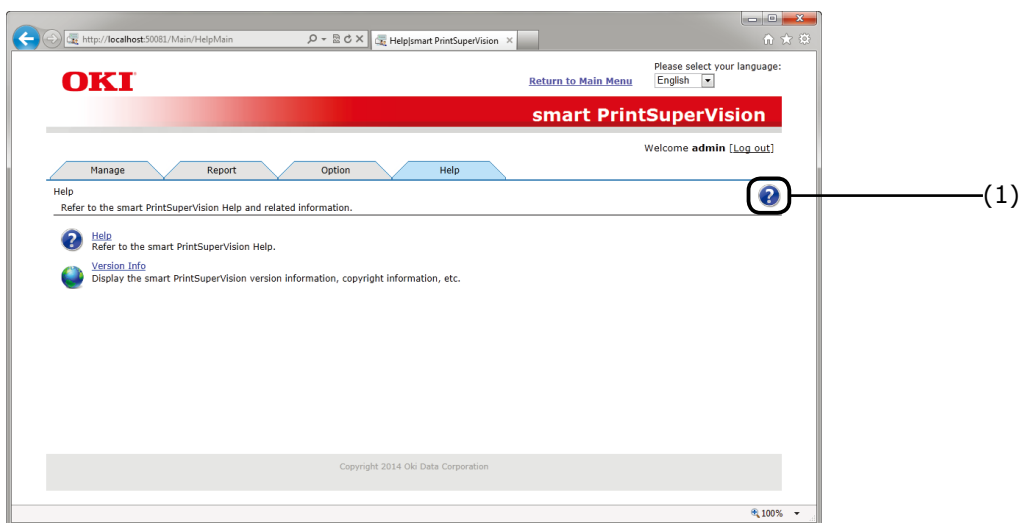 http://localhost:50081/Main/HelpMain
Help|smart PrintSuperVision
OKI
Return to Main Menu
Please select your language:
English
smart PrintSuperVision
Welcome admin [Log out]
Manage
Report
Option
Help
Help
Refer to the smart PrintSuperVision Help and related information.
(1)
Help
Refer to the smart PrintSuperVision Help.
Version Info
Display the smart PrintSuperVision version information, copyright information, etc.
Copyright 2014 Oki Data Corporation
100%